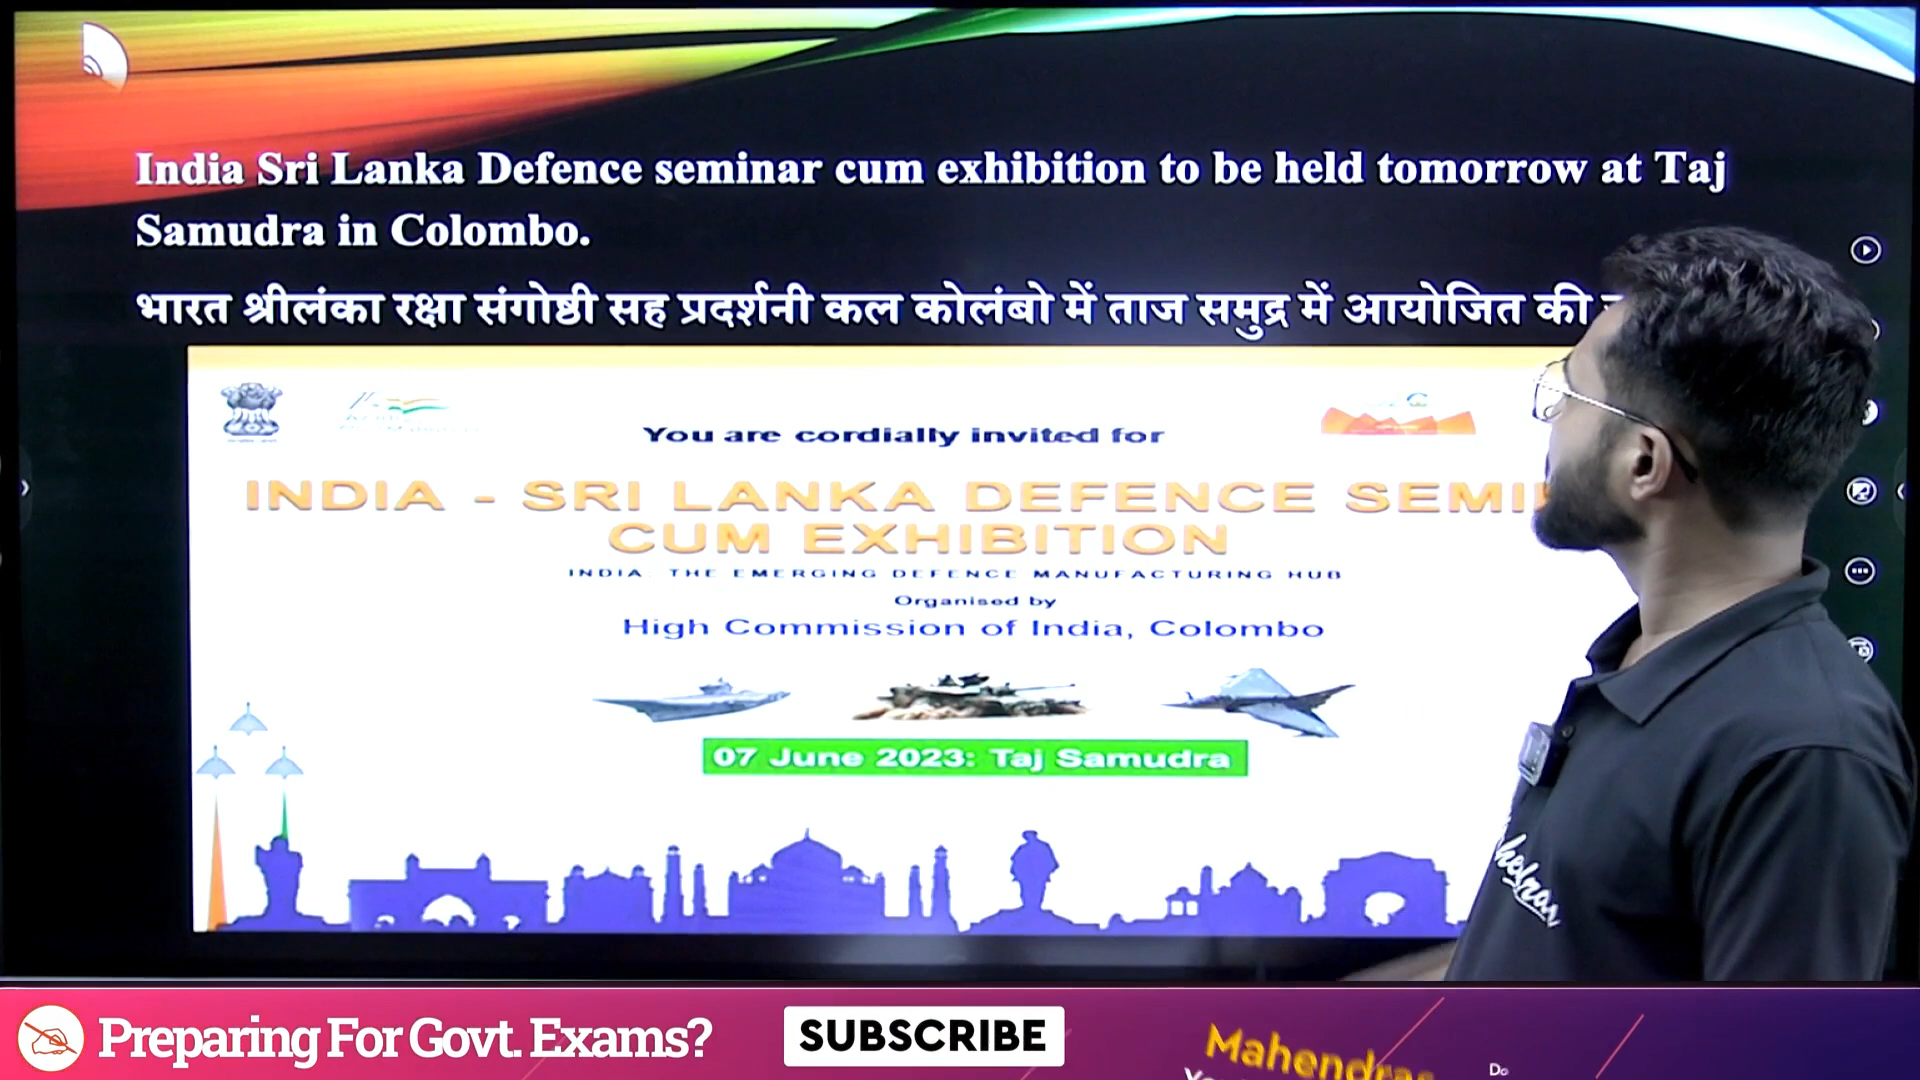 India Sri Lanka Defence seminar cum exhibition to be held tomorrow at Taj
Samudra in Colombo.
भारत श्रीलंका रक्षा संगोष्ठी सह प्रदर्शनी कल कोलंबो में ताज समुद्र में आयोजित की
You are cordially invited for
INDIA - SRI LANKA DEFENCE
CUM EXHIBITION
INDIA THE EMERGING DEFENCE MANUFACTURING HUB
Organised by
High Commission of India, Colombo
07 June 2023: Taj Samudra
Preparing For Govt. Exams?
SUBSCRIBE
Mahendras